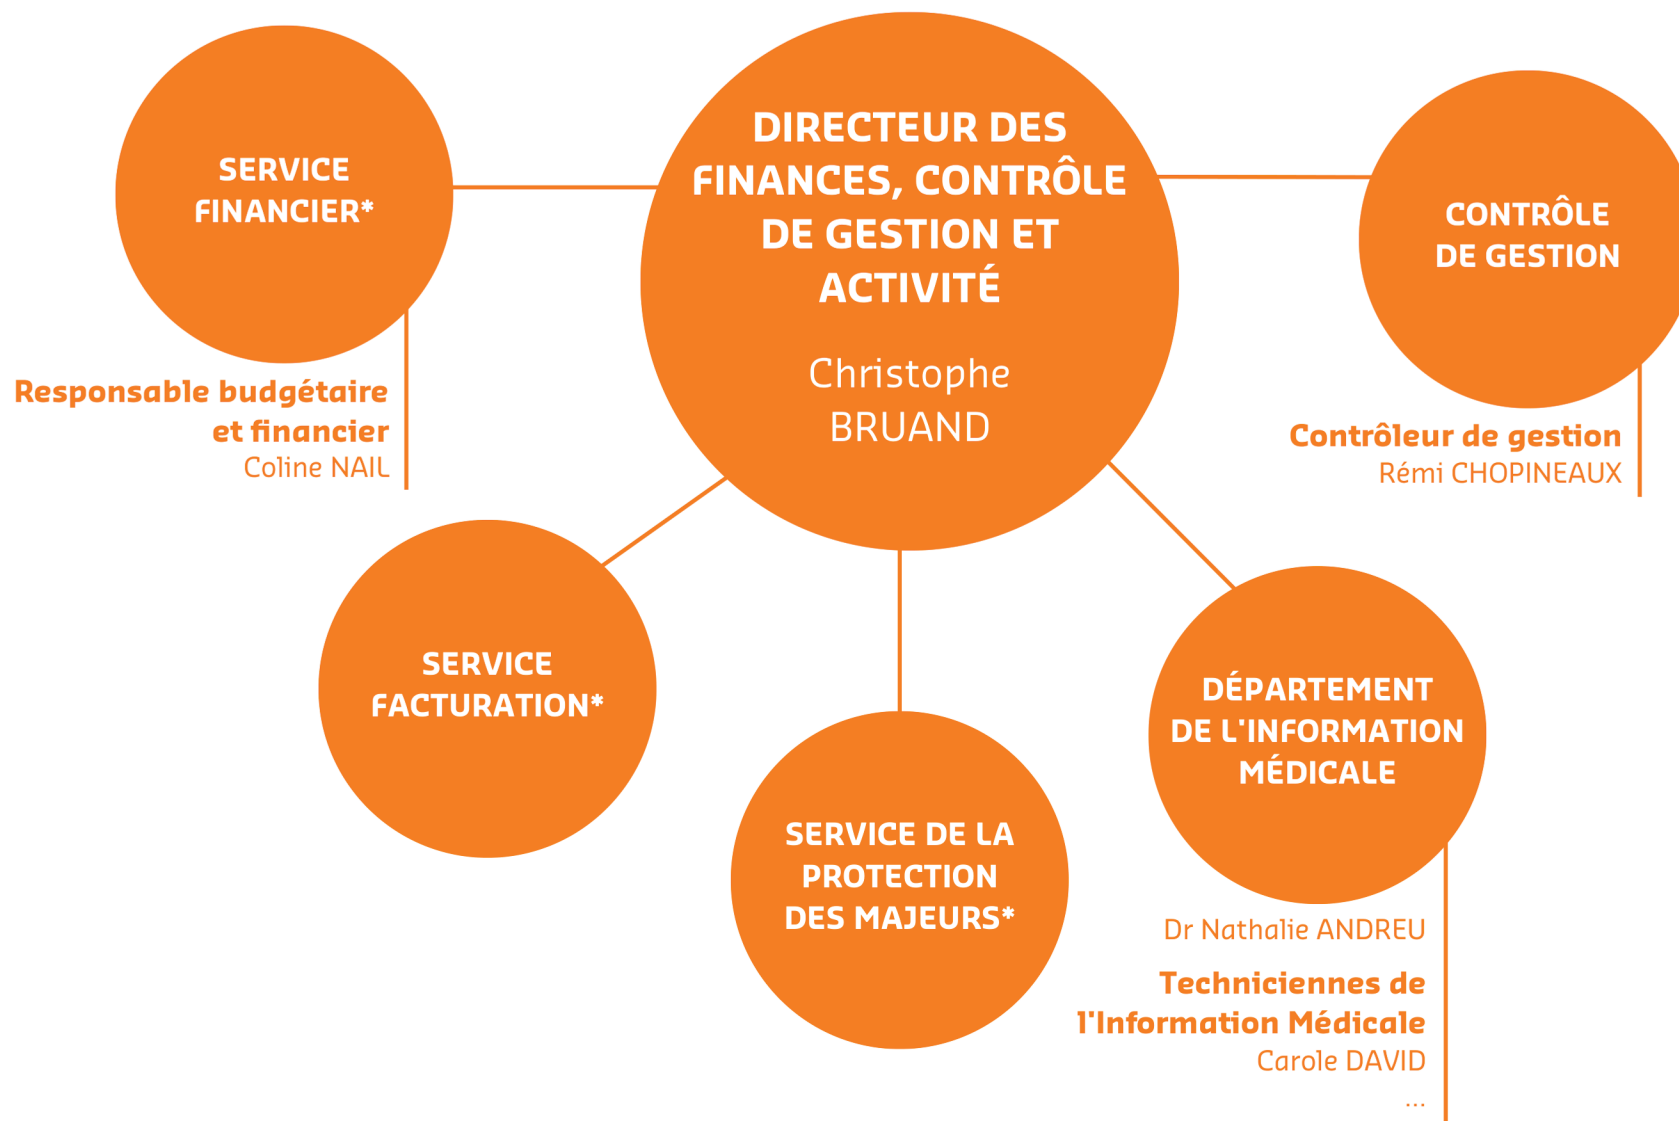 SERVICE
FINANCIER*
Responsable budgétaire
et financier
Coline NAIL
DIRECTEUR DES
FINANCES, CONTRÔLE
DE GESTION ET
ACTIVITÉ
Christophe
BRUAND
CONTRÔLE
DE GESTION
Contrôleur de gestion
Rémi CHOPINEAUX
SERVICE
FACTURATION*
SERVICE DE LA
PROTECTION
DES MAJEURS*
DÉPARTEMENT
DE L'INFORMATION
MÉDICALE
Dr Nathalie ANDREU
Techniciennes de
l'Information Médicale
Carole DAVID
...